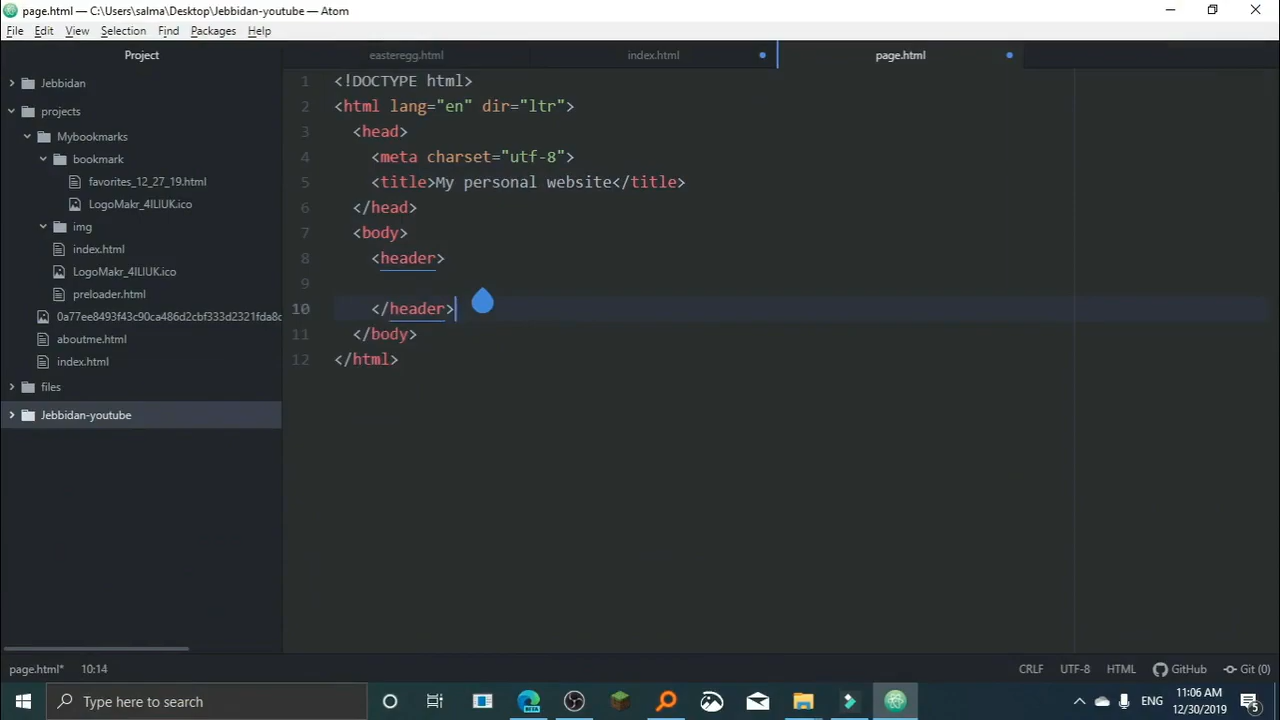 page.html — C:\Users\salma\Desktop\Jebbidan-youtube — Atom
File Edit View Selection Find Packages Help
Project
easteregg.html index.html page.html
Jebbidan
projects
Mybookmarks
bookmark
favorites_12_27_19.html
LogoMakr_4ILIUK.ico
img
index.html
LogoMakr_4ILIUK.ico
preloader.html
0a77ee8493f43c90ca486d2cbf333d2321fda8c
aboutme.html
index.html
files
Jebbidan-youtube
1 <!DOCTYPE html>
2 <html lang="en" dir="ltr">
3 <head>
4 <meta charset="utf-8">
5 <title>My personal website</title>
6 </head>
7 <body>
8 <header>
9
10 </header>
11 </body>
12 </html>
page.html* 10:14 CRLF UTF-8 HTML GitHub Git (0)
Type here to search
BETA
ENG
11:06 AM
12/30/2019
5